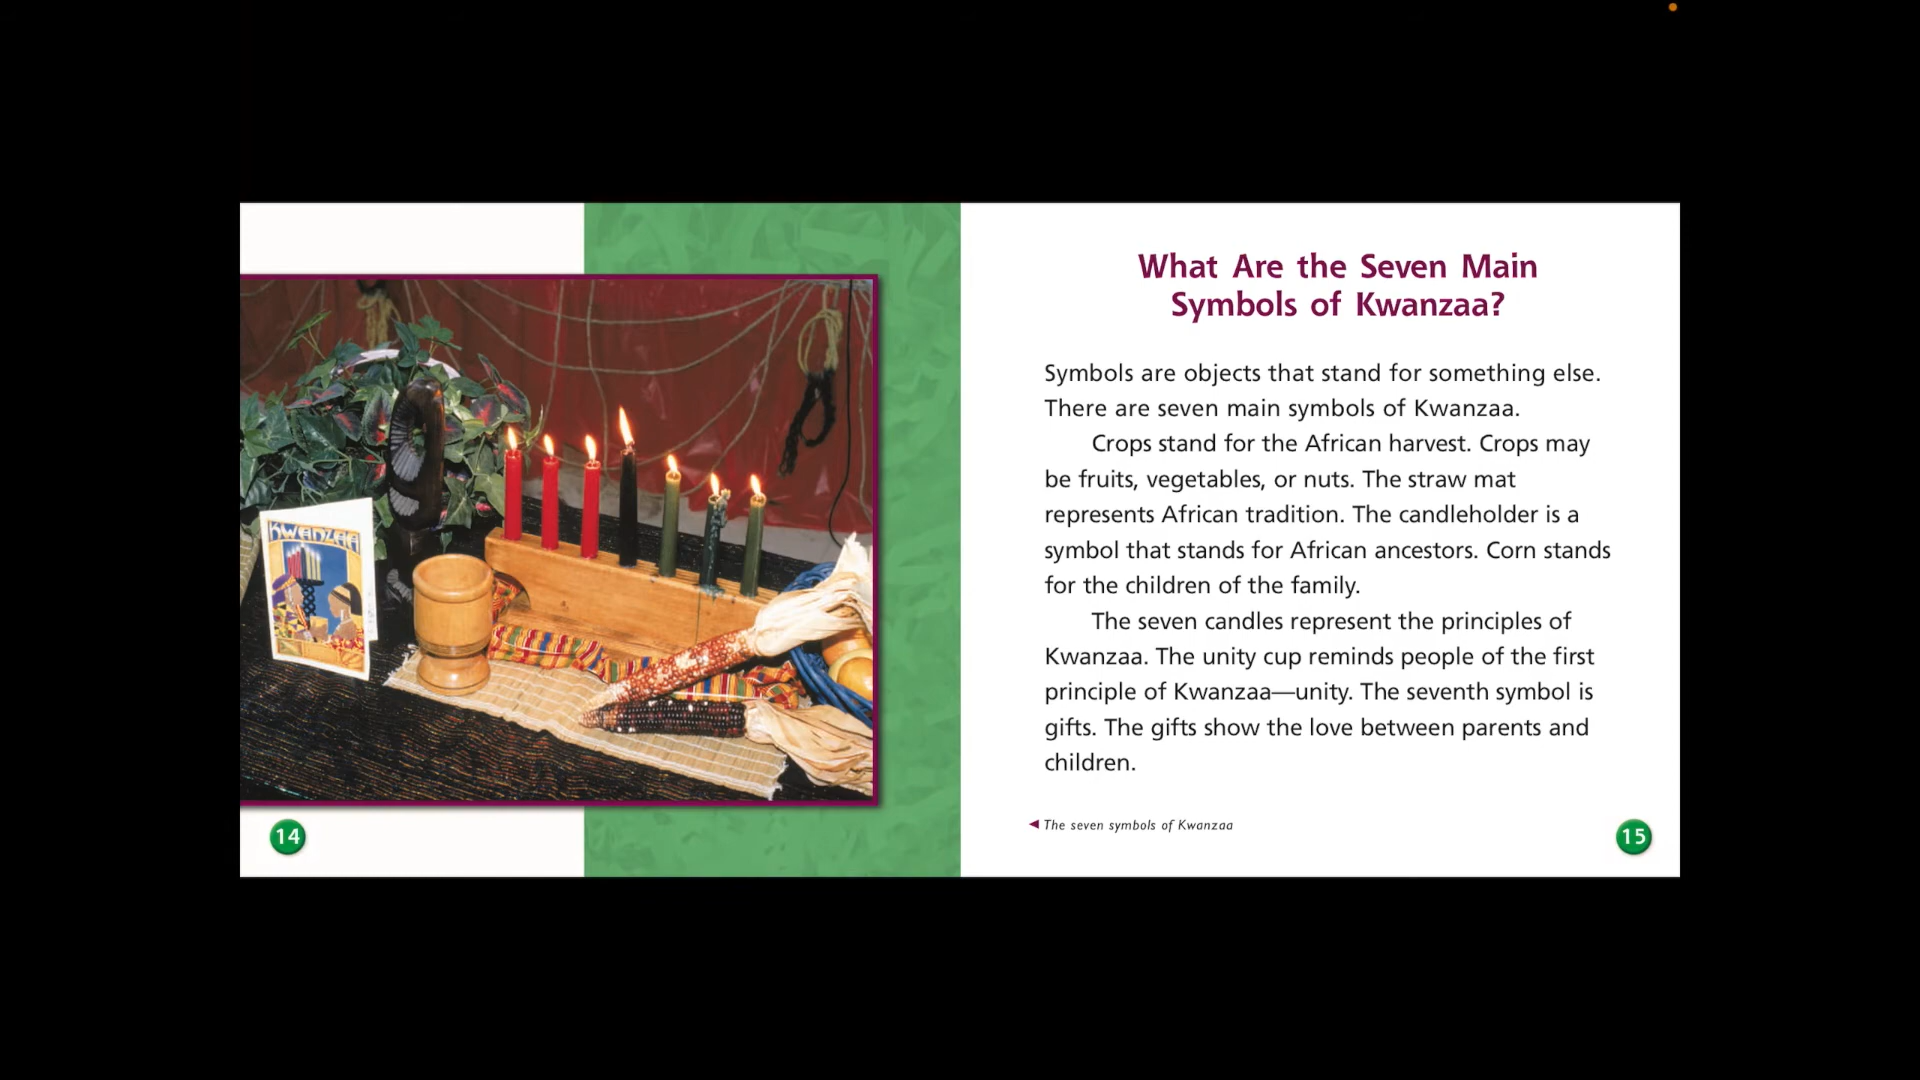 KWANZAA
14
What Are the Seven Main
Symbols of Kwanzaa?
Symbols are objects that stand for something else.
There are seven main symbols of Kwanzaa.
Crops stand for the African harvest. Crops may
be fruits, vegetables, or nuts. The straw mat
represents African tradition. The candleholder is a
symbol that stands for African ancestors. Corn stands
for the children of the family.
The seven candles represent the principles of
Kwanzaa. The unity cup reminds people of the first
principle of Kwanzaa—unity. The seventh symbol is
gifts. The gifts show the love between parents and
children.
The seven symbols of Kwanzaa
15